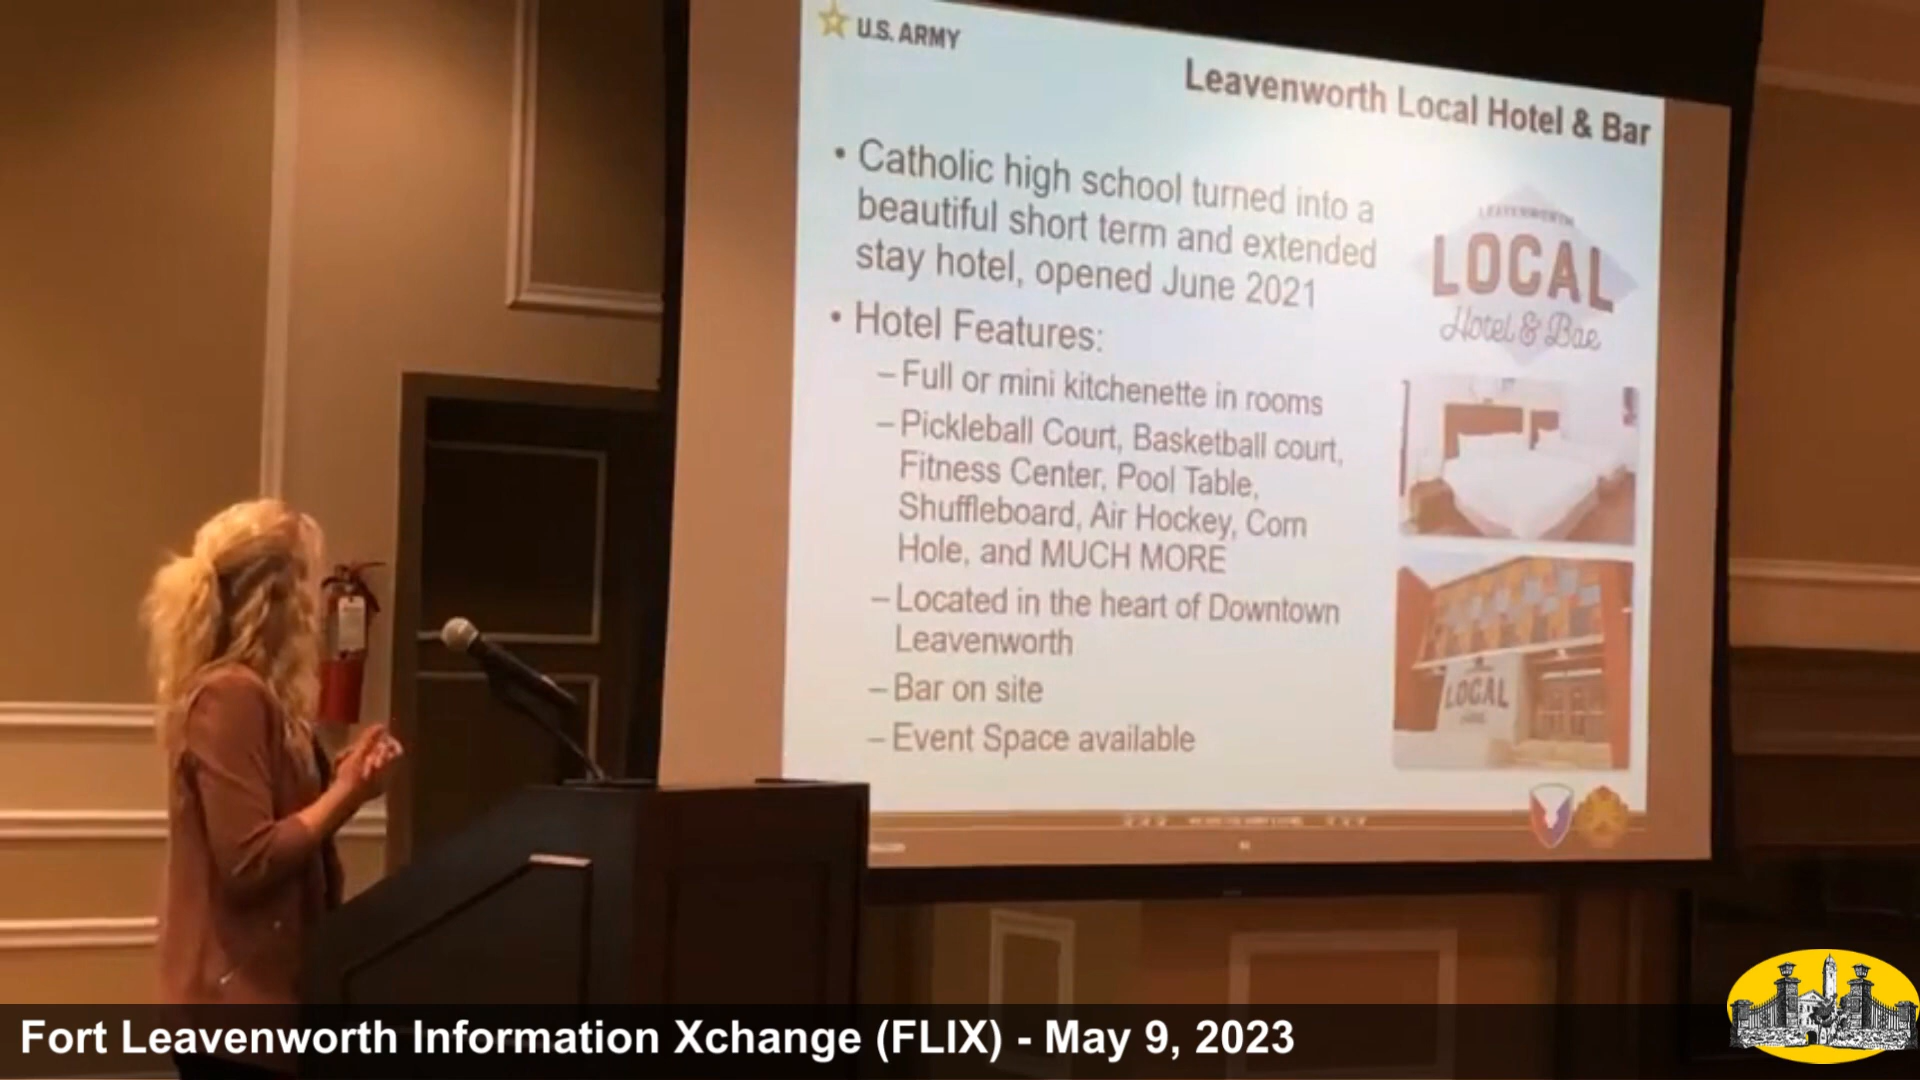 U.S. ARMY
Leavenworth Local Hotel & Bar
• Catholic high school turned into a
beautiful short term and extended
stay hotel, opened June 2021
• Hotel Features:
– Full or mini kitchenette in rooms
– Pickleball Court, Basketball court,
Fitness Center, Pool Table,
Shuffleboard, Air Hockey, Corn
Hole, and MUCH MORE
– Located in the heart of Downtown
Leavenworth
– Bar on site
– Event Space available
LEAVENWORTH
LOCAL
Hotel & Bar
LOCAL
Fort Leavenworth Information Xchange (FLIX) - May 9, 2023